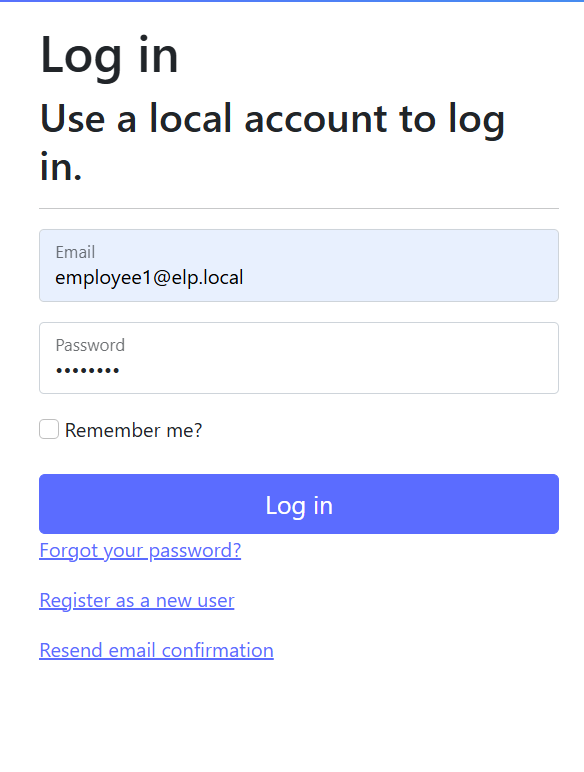 Log in
Use a local account to log
in.
Email
employee1@elp.local
Password
••••••••
Remember me?
Log in
Forgot your password?
Register as a new user
Resend email confirmation